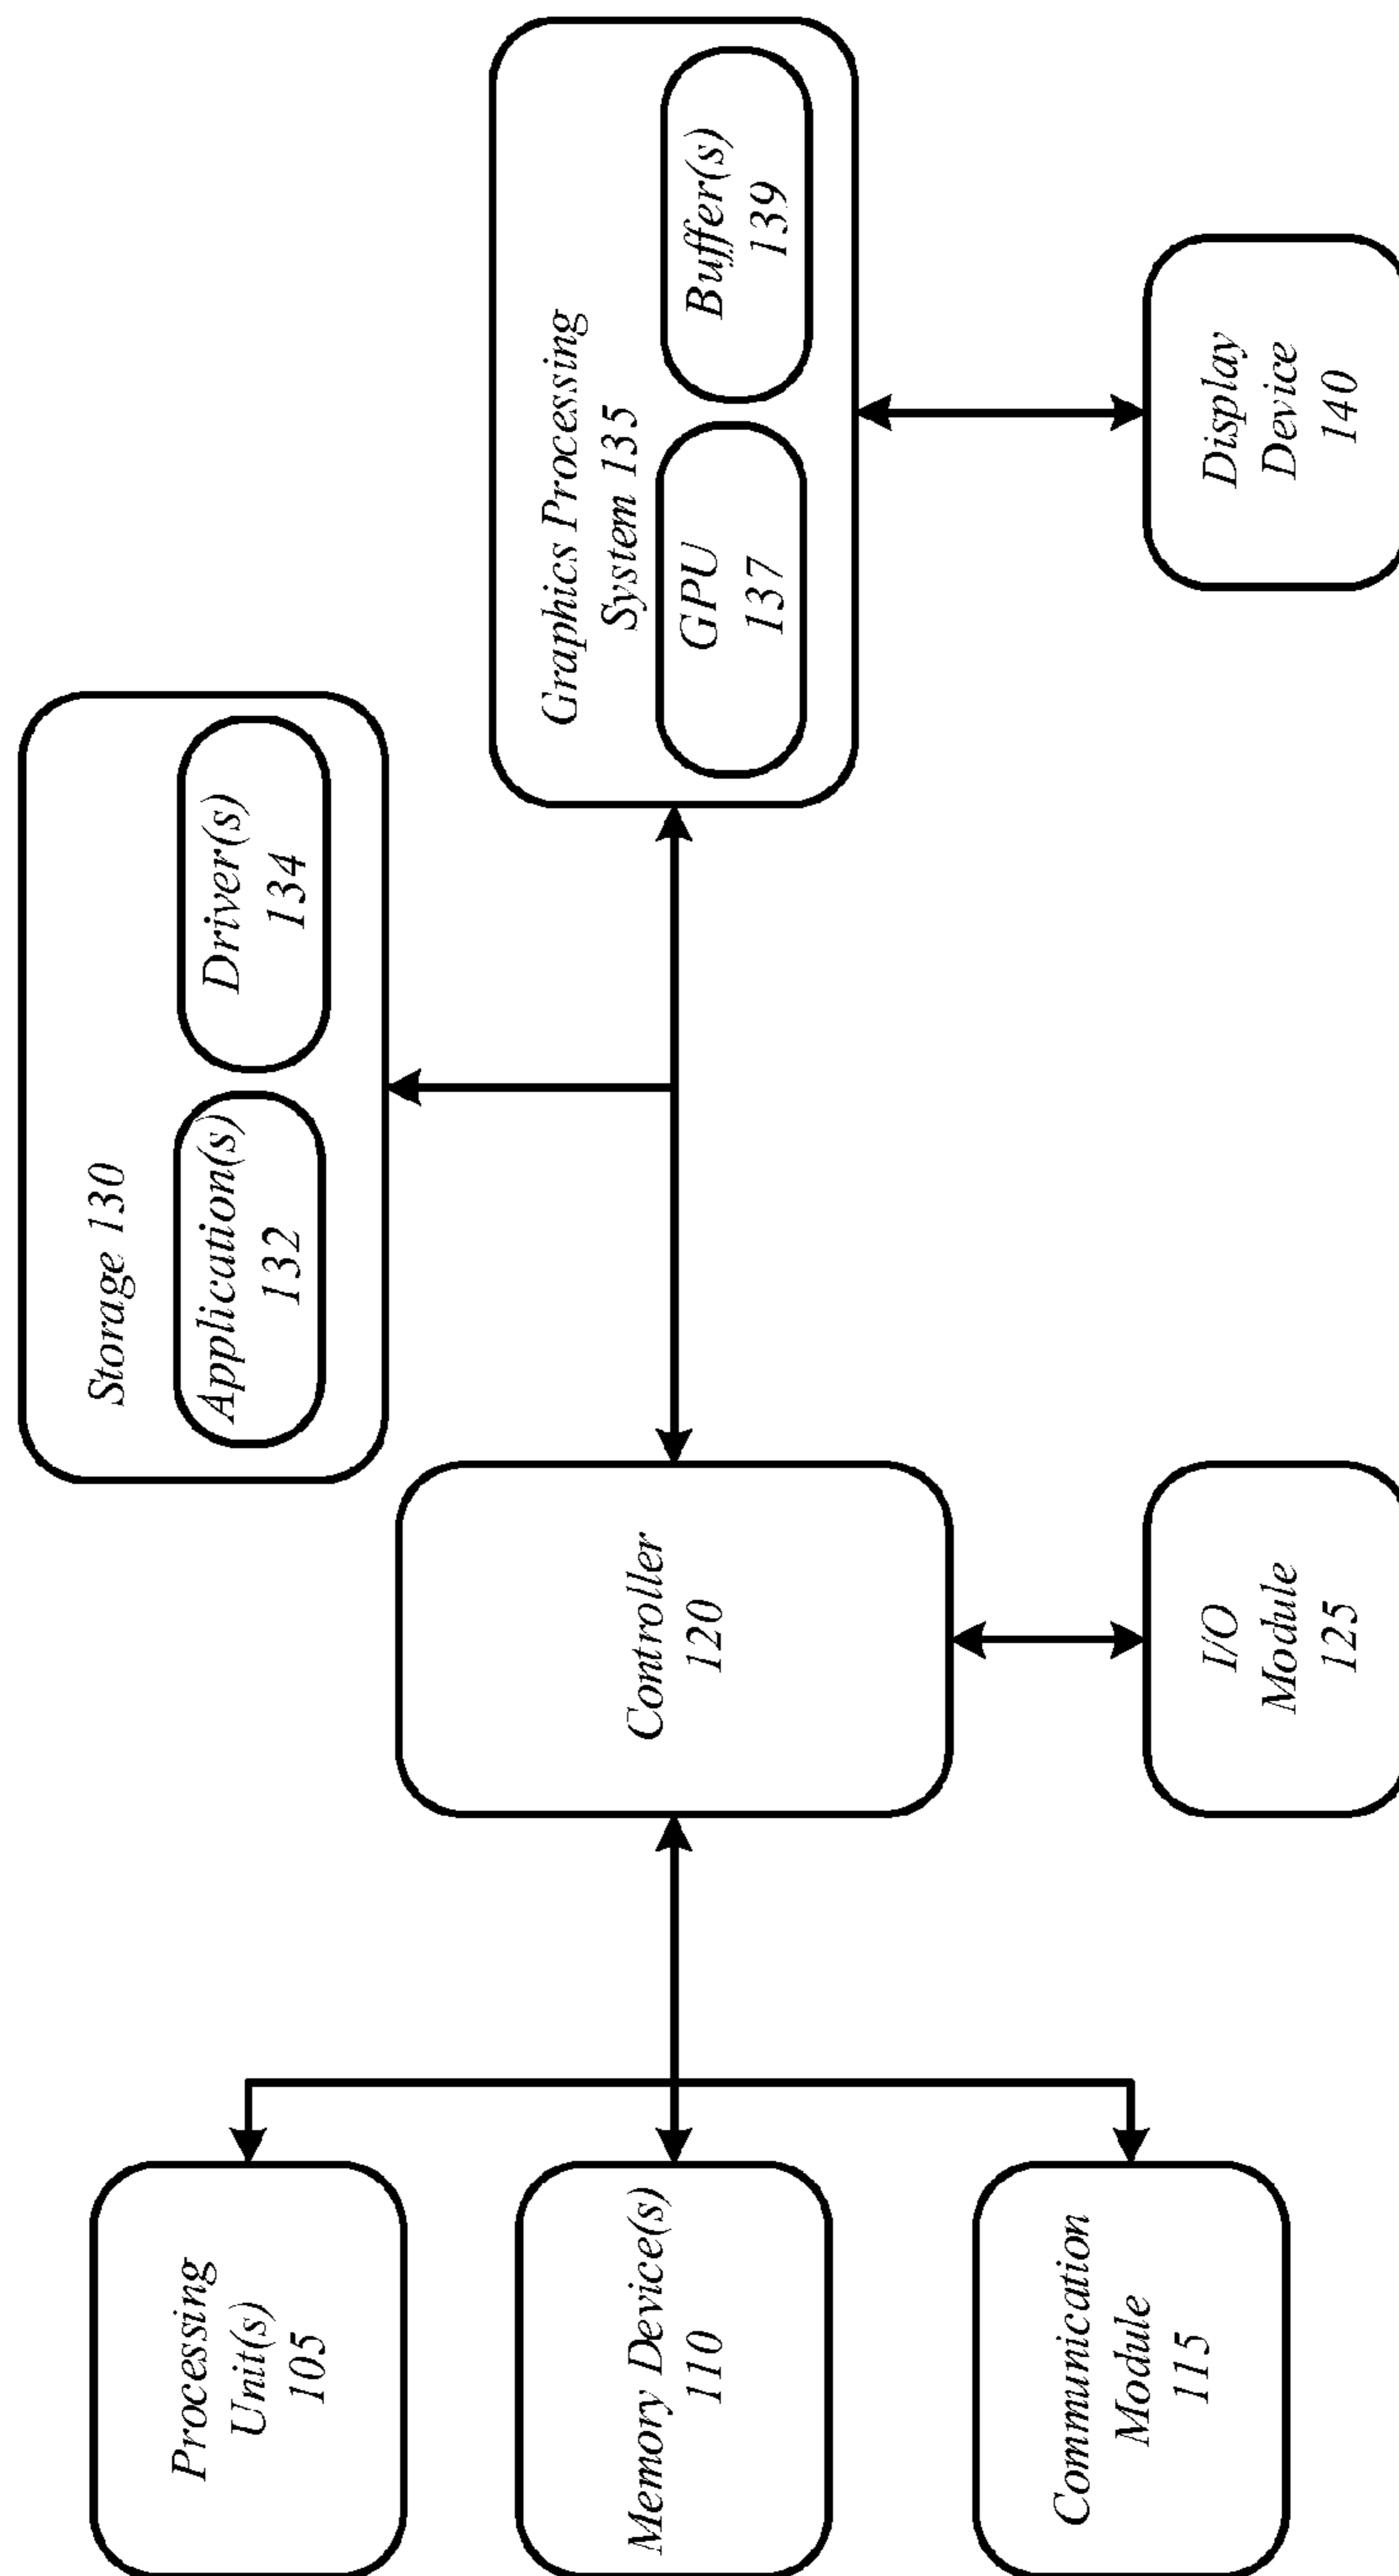 Processing
Unit(s)
105
Memory Device(s)
110
Communication
Module
115
Controller
120
I/O
Module
125
Storage 130
Application(s)
132
Driver(s)
134
Graphics Processing
System 135
GPU
137
Buffer(s)
139
Display
Device
140